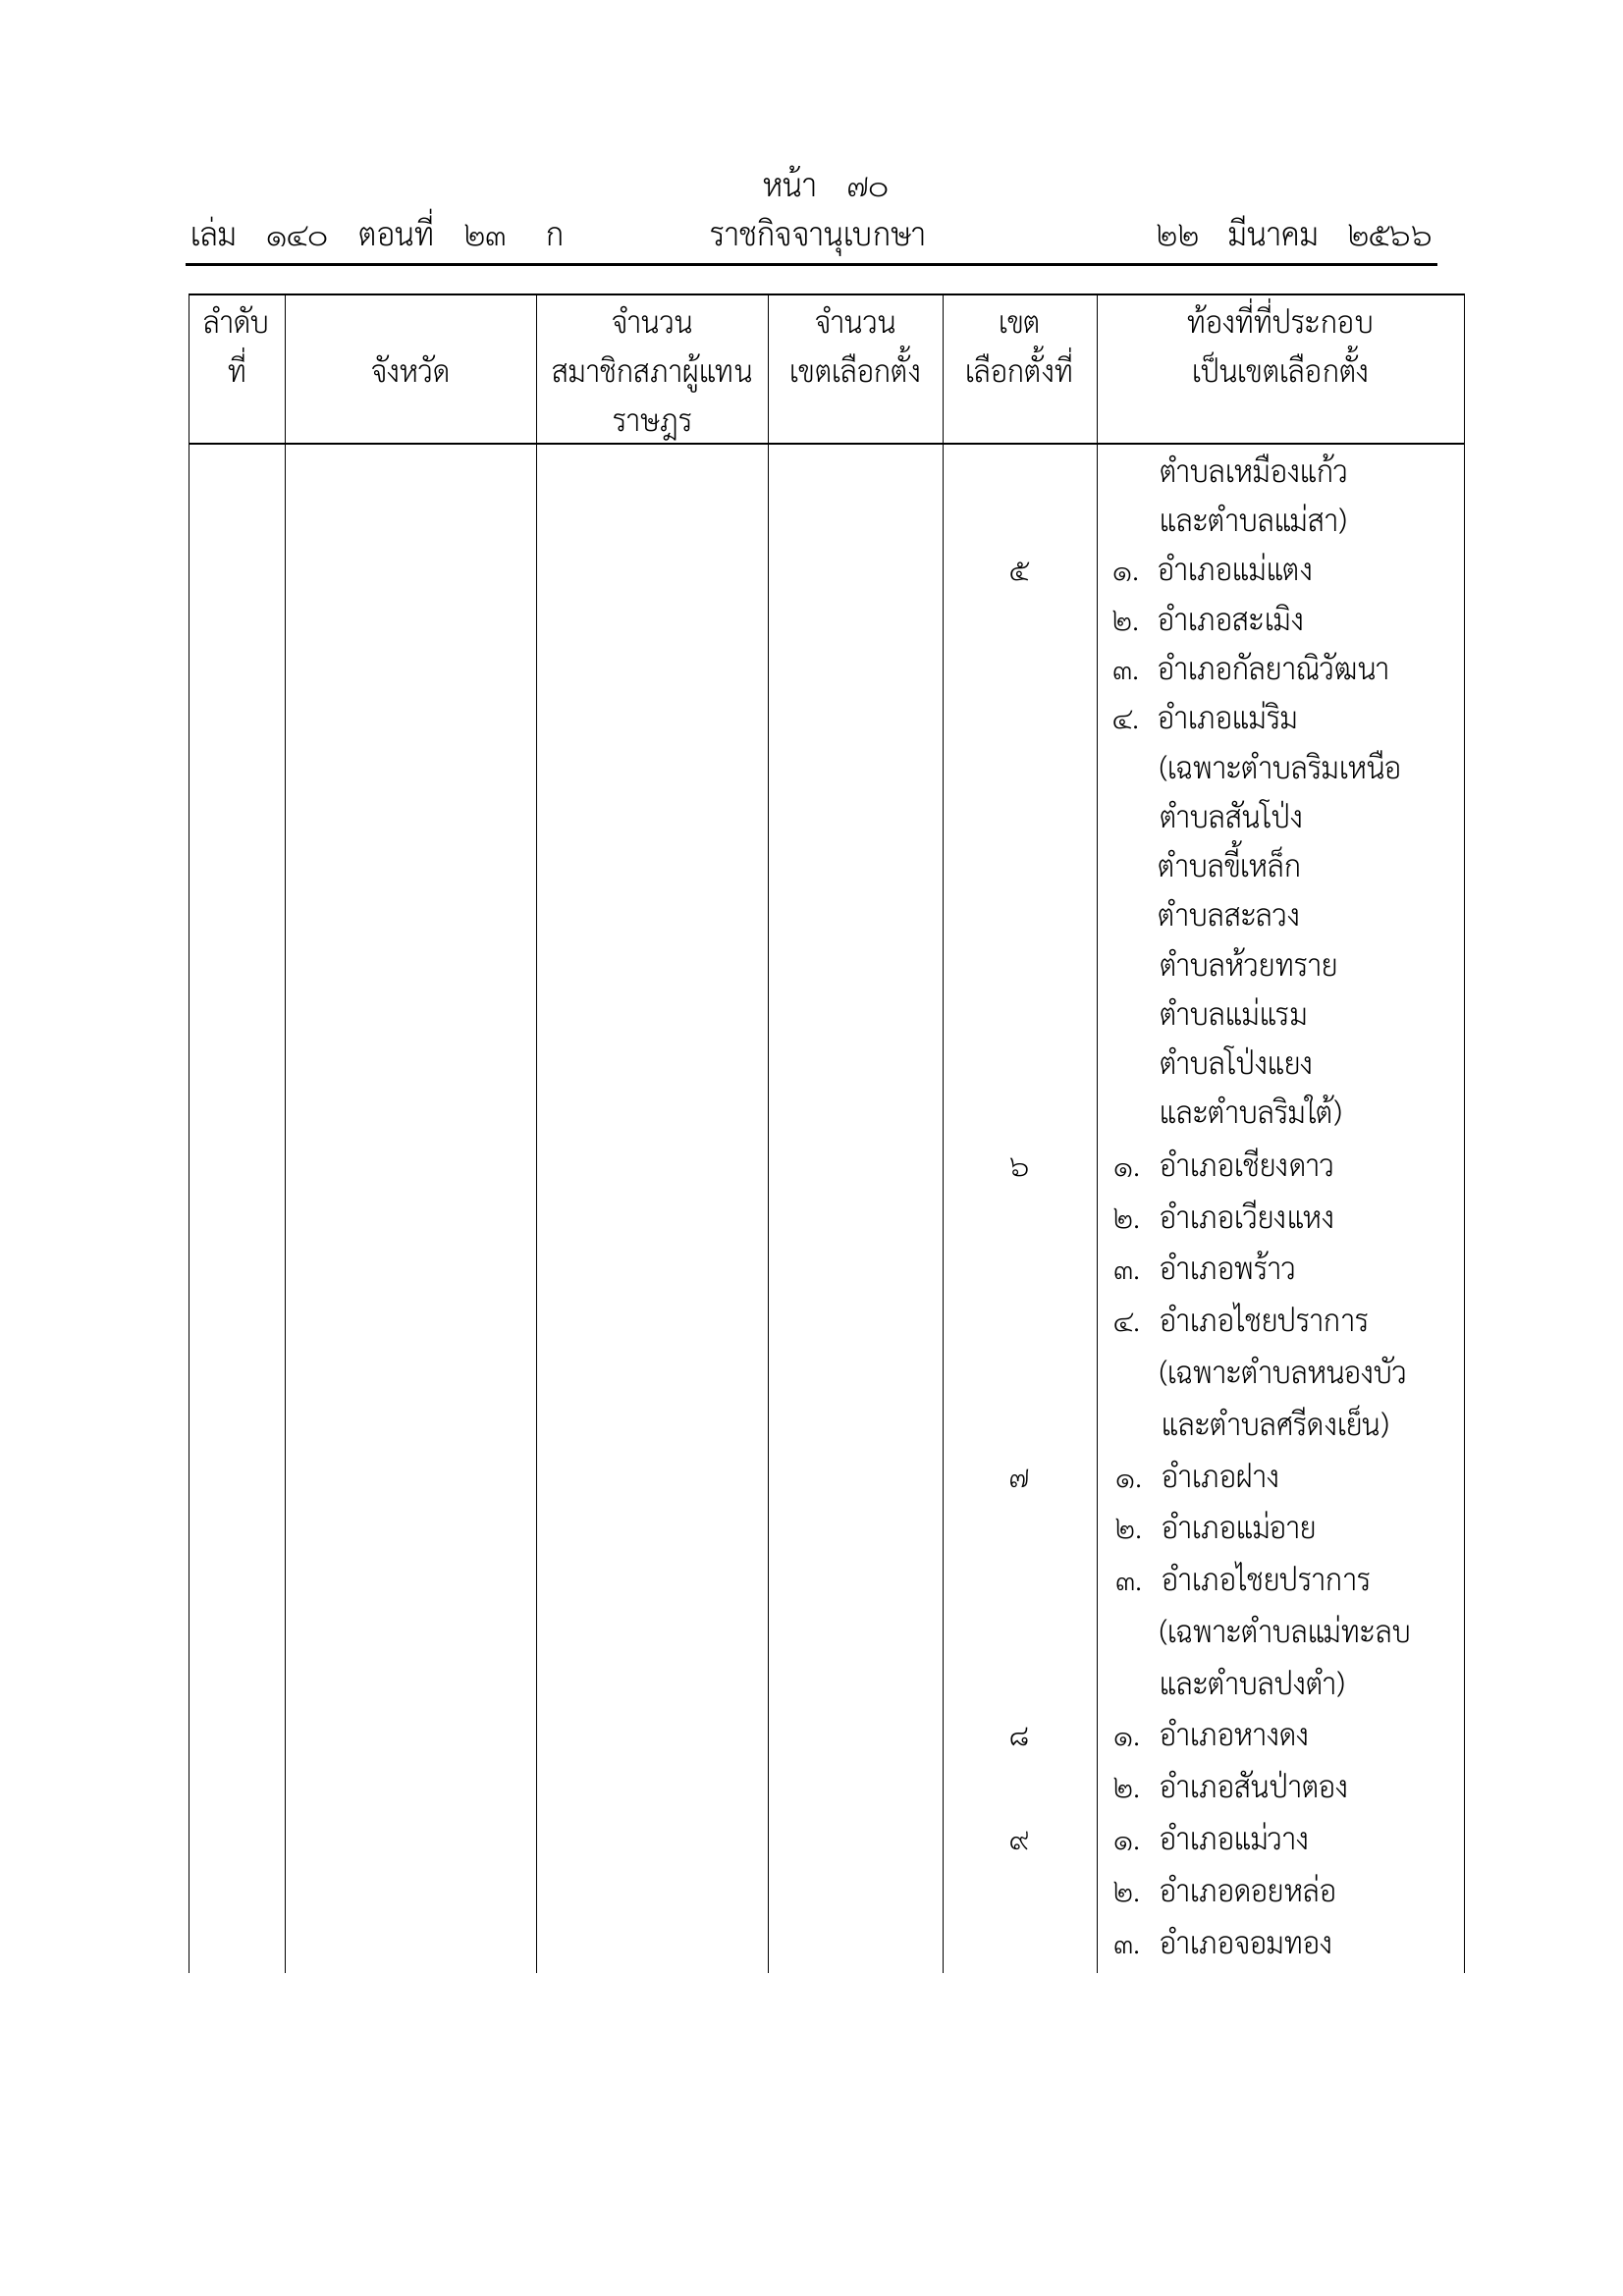 หน้า ๗๐
เล่ม ๑๔๐ ตอนที่ ๒๓ ก ราชกิจจานุเบกษา ๒๒ มีนาคม ๒๕๖๖
ลำดับ จำนวน จำนวน เขต ท้องที่ที่ประกอบ
ที่ จังหวัด สมาชิกสภาผู้แทน เขตเลือกตั้ง เลือกตั้งที่ เป็นเขตเลือกตั้ง
ราษฎร
ตำบลเหมืองแก้ว
และตำบลแม่สา)
๕ ๑. อำเภอแม่แตง
๒. อำเภอสะเมิง
๓. อำเภอกัลยาณิวัฒนา
๔. อำเภอแม่ริม
(เฉพาะตำบลริมเหนือ
ตำบลสันโป่ง
ตำบลขี้เหล็ก
ตำบลสะลวง
ตำบลห้วยทราย
ตำบลแม่แรม
ตำบลโป่งแยง
และตำบลริมใต้)
๖ ๑. อำเภอเชียงดาว
๒. อำเภอเวียงแหง
๓. อำเภอพร้าว
๔. อำเภอไชยปราการ
(เฉพาะตำบลหนองบัว
และตำบลศรีดงเย็น)
๗ ๑. อำเภอฝาง
๒. อำเภอแม่อาย
๓. อำเภอไชยปราการ
(เฉพาะตำบลแม่ทะลบ
และตำบลปงตำ)
๘ ๑. อำเภอหางดง
๒. อำเภอสันป่าตอง
๙ ๑. อำเภอแม่วาง
๒. อำเภอดอยหล่อ
๓. อำเภอจอมทอง